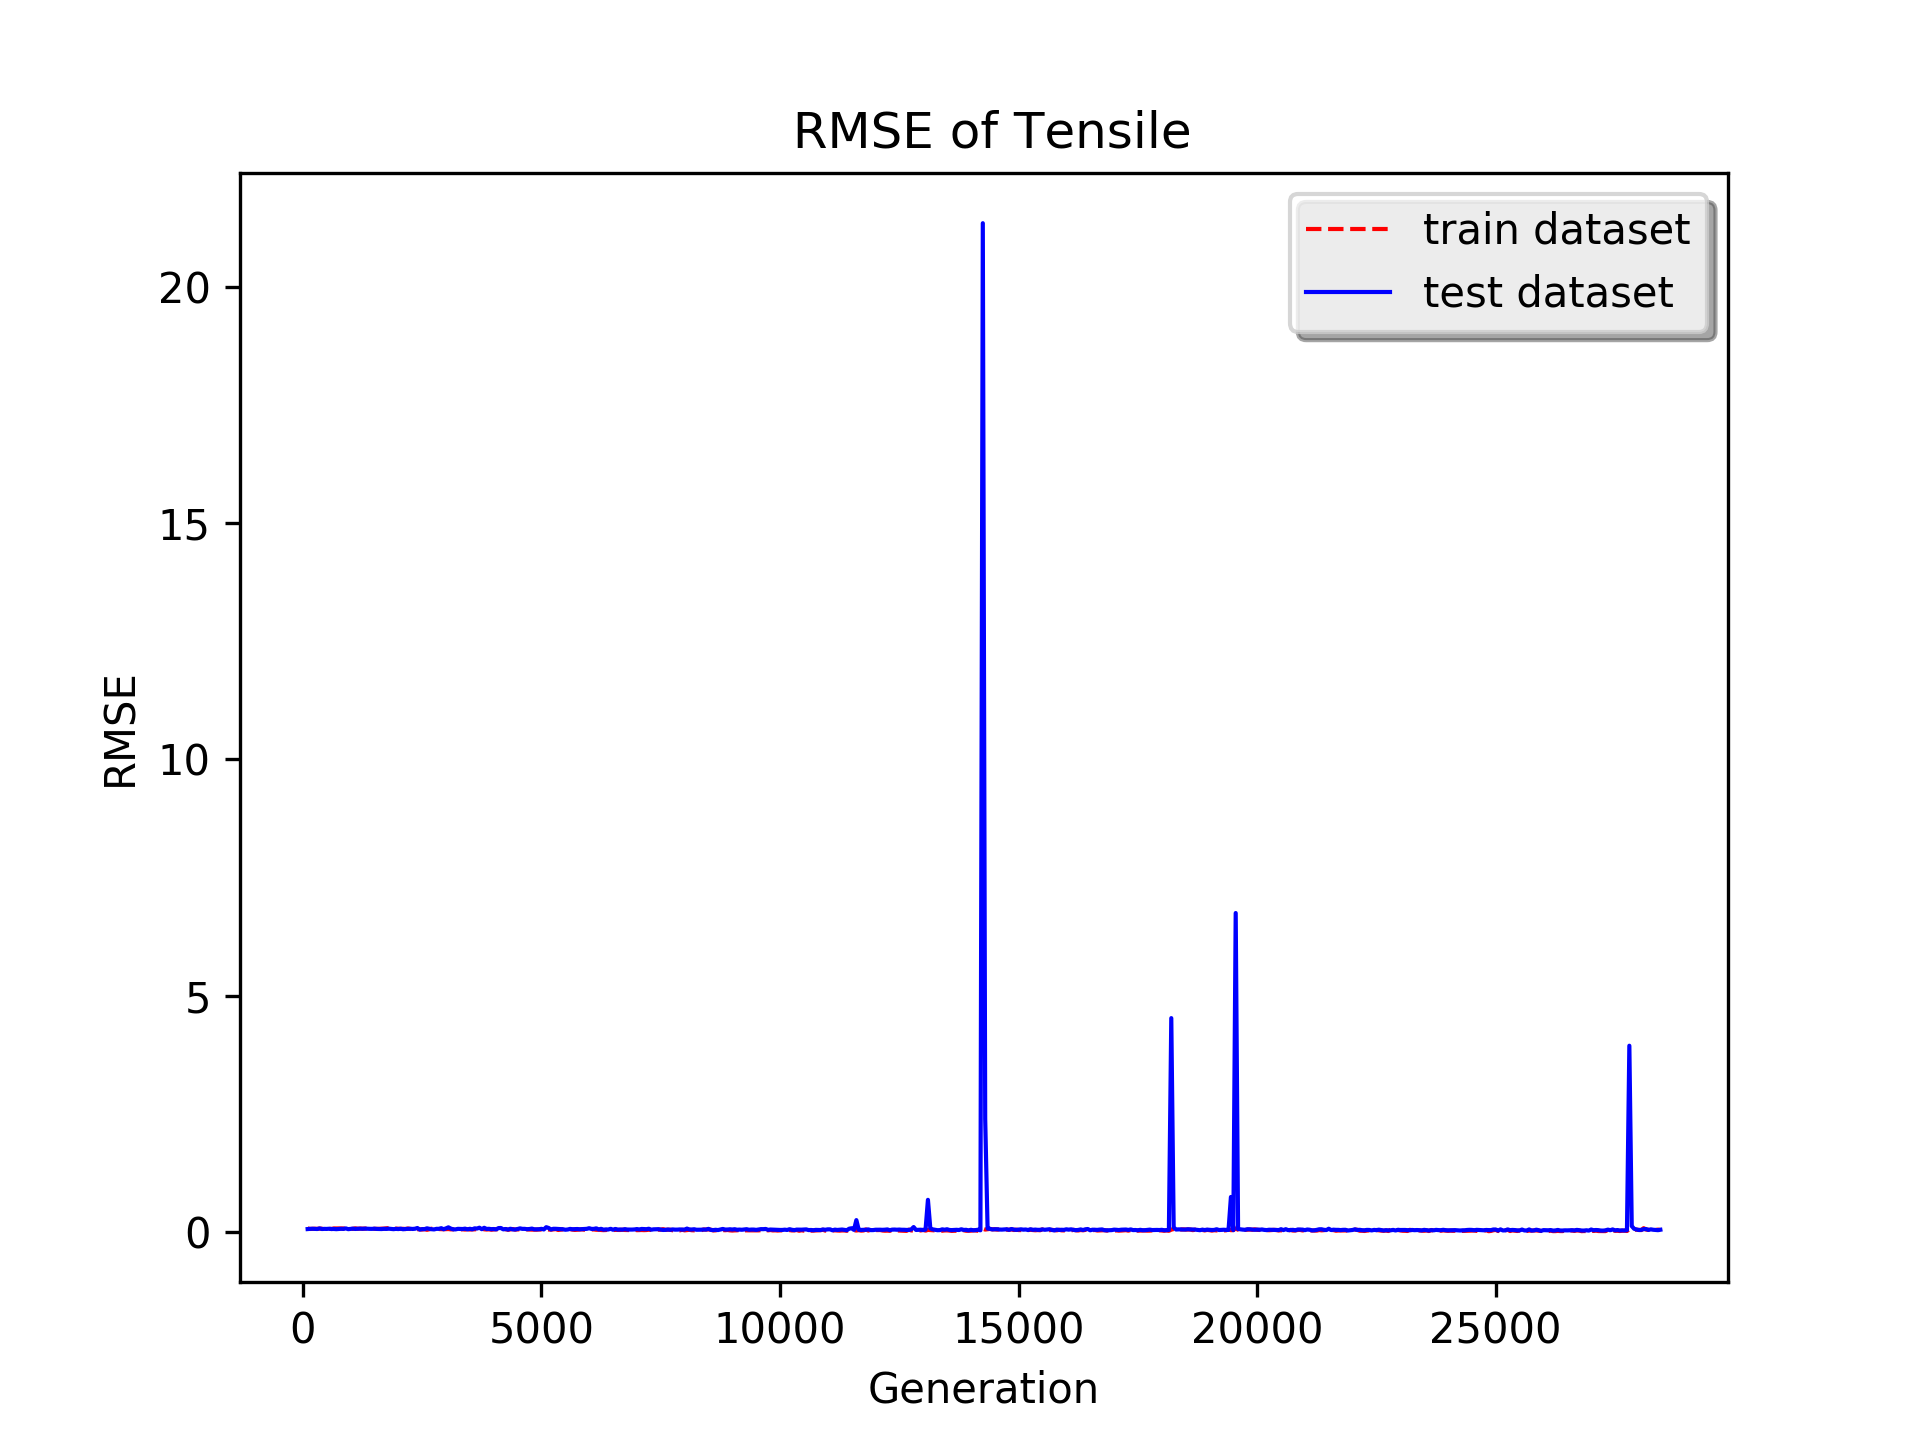 RMSE of Tensile
train dataset
test dataset
20
15
10
5
0
RMSE
0 5000 10000 15000 20000 25000
Generation